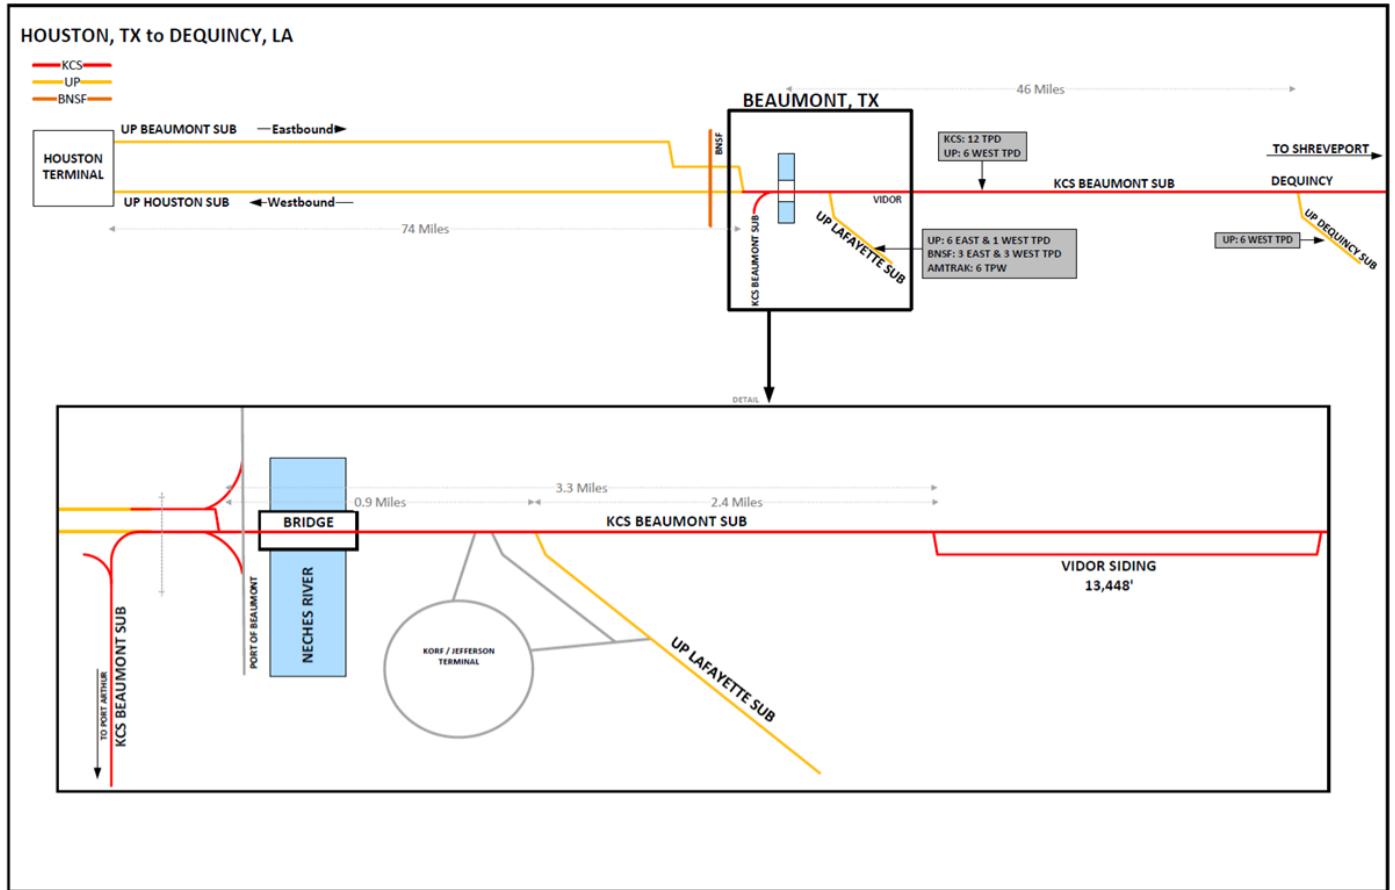 HOUSTON, TX to DEQUINCY, LA
KCS
UP
BNSF
46 Miles
BEAUMONT, TX
UP BEAUMONT SUB
Eastbound
HOUSTON
TERMINAL
UP HOUSTON SUB
Westbound
74 Miles
BNSF
KCS BEAUMONT SUB
VIDOR
UP LAFAYETTE SUB
KCS: 12 TPD
UP: 6 WEST TPD
TO SHREVEPORT
KCS BEAUMONT SUB
DEQUINCY
UP: 6 EAST & 1 WEST TPD
BNSF: 3 EAST & 3 WEST TPD
AMTRAK: 6 TPW
UP: 6 WEST TPD
UP DEQUINCY SUB
DETAIL
3.3 Miles
0.9 Miles
2.4 Miles
BRIDGE
KCS BEAUMONT SUB
VIDOR SIDING
13,448'
NECHES RIVER
PORT OF BEAUMONT
KCS BEAUMONT SUB
TO PORT ARTHUR
KORF / JEFFERSON
TERMINAL
UP LAFAYETTE SUB